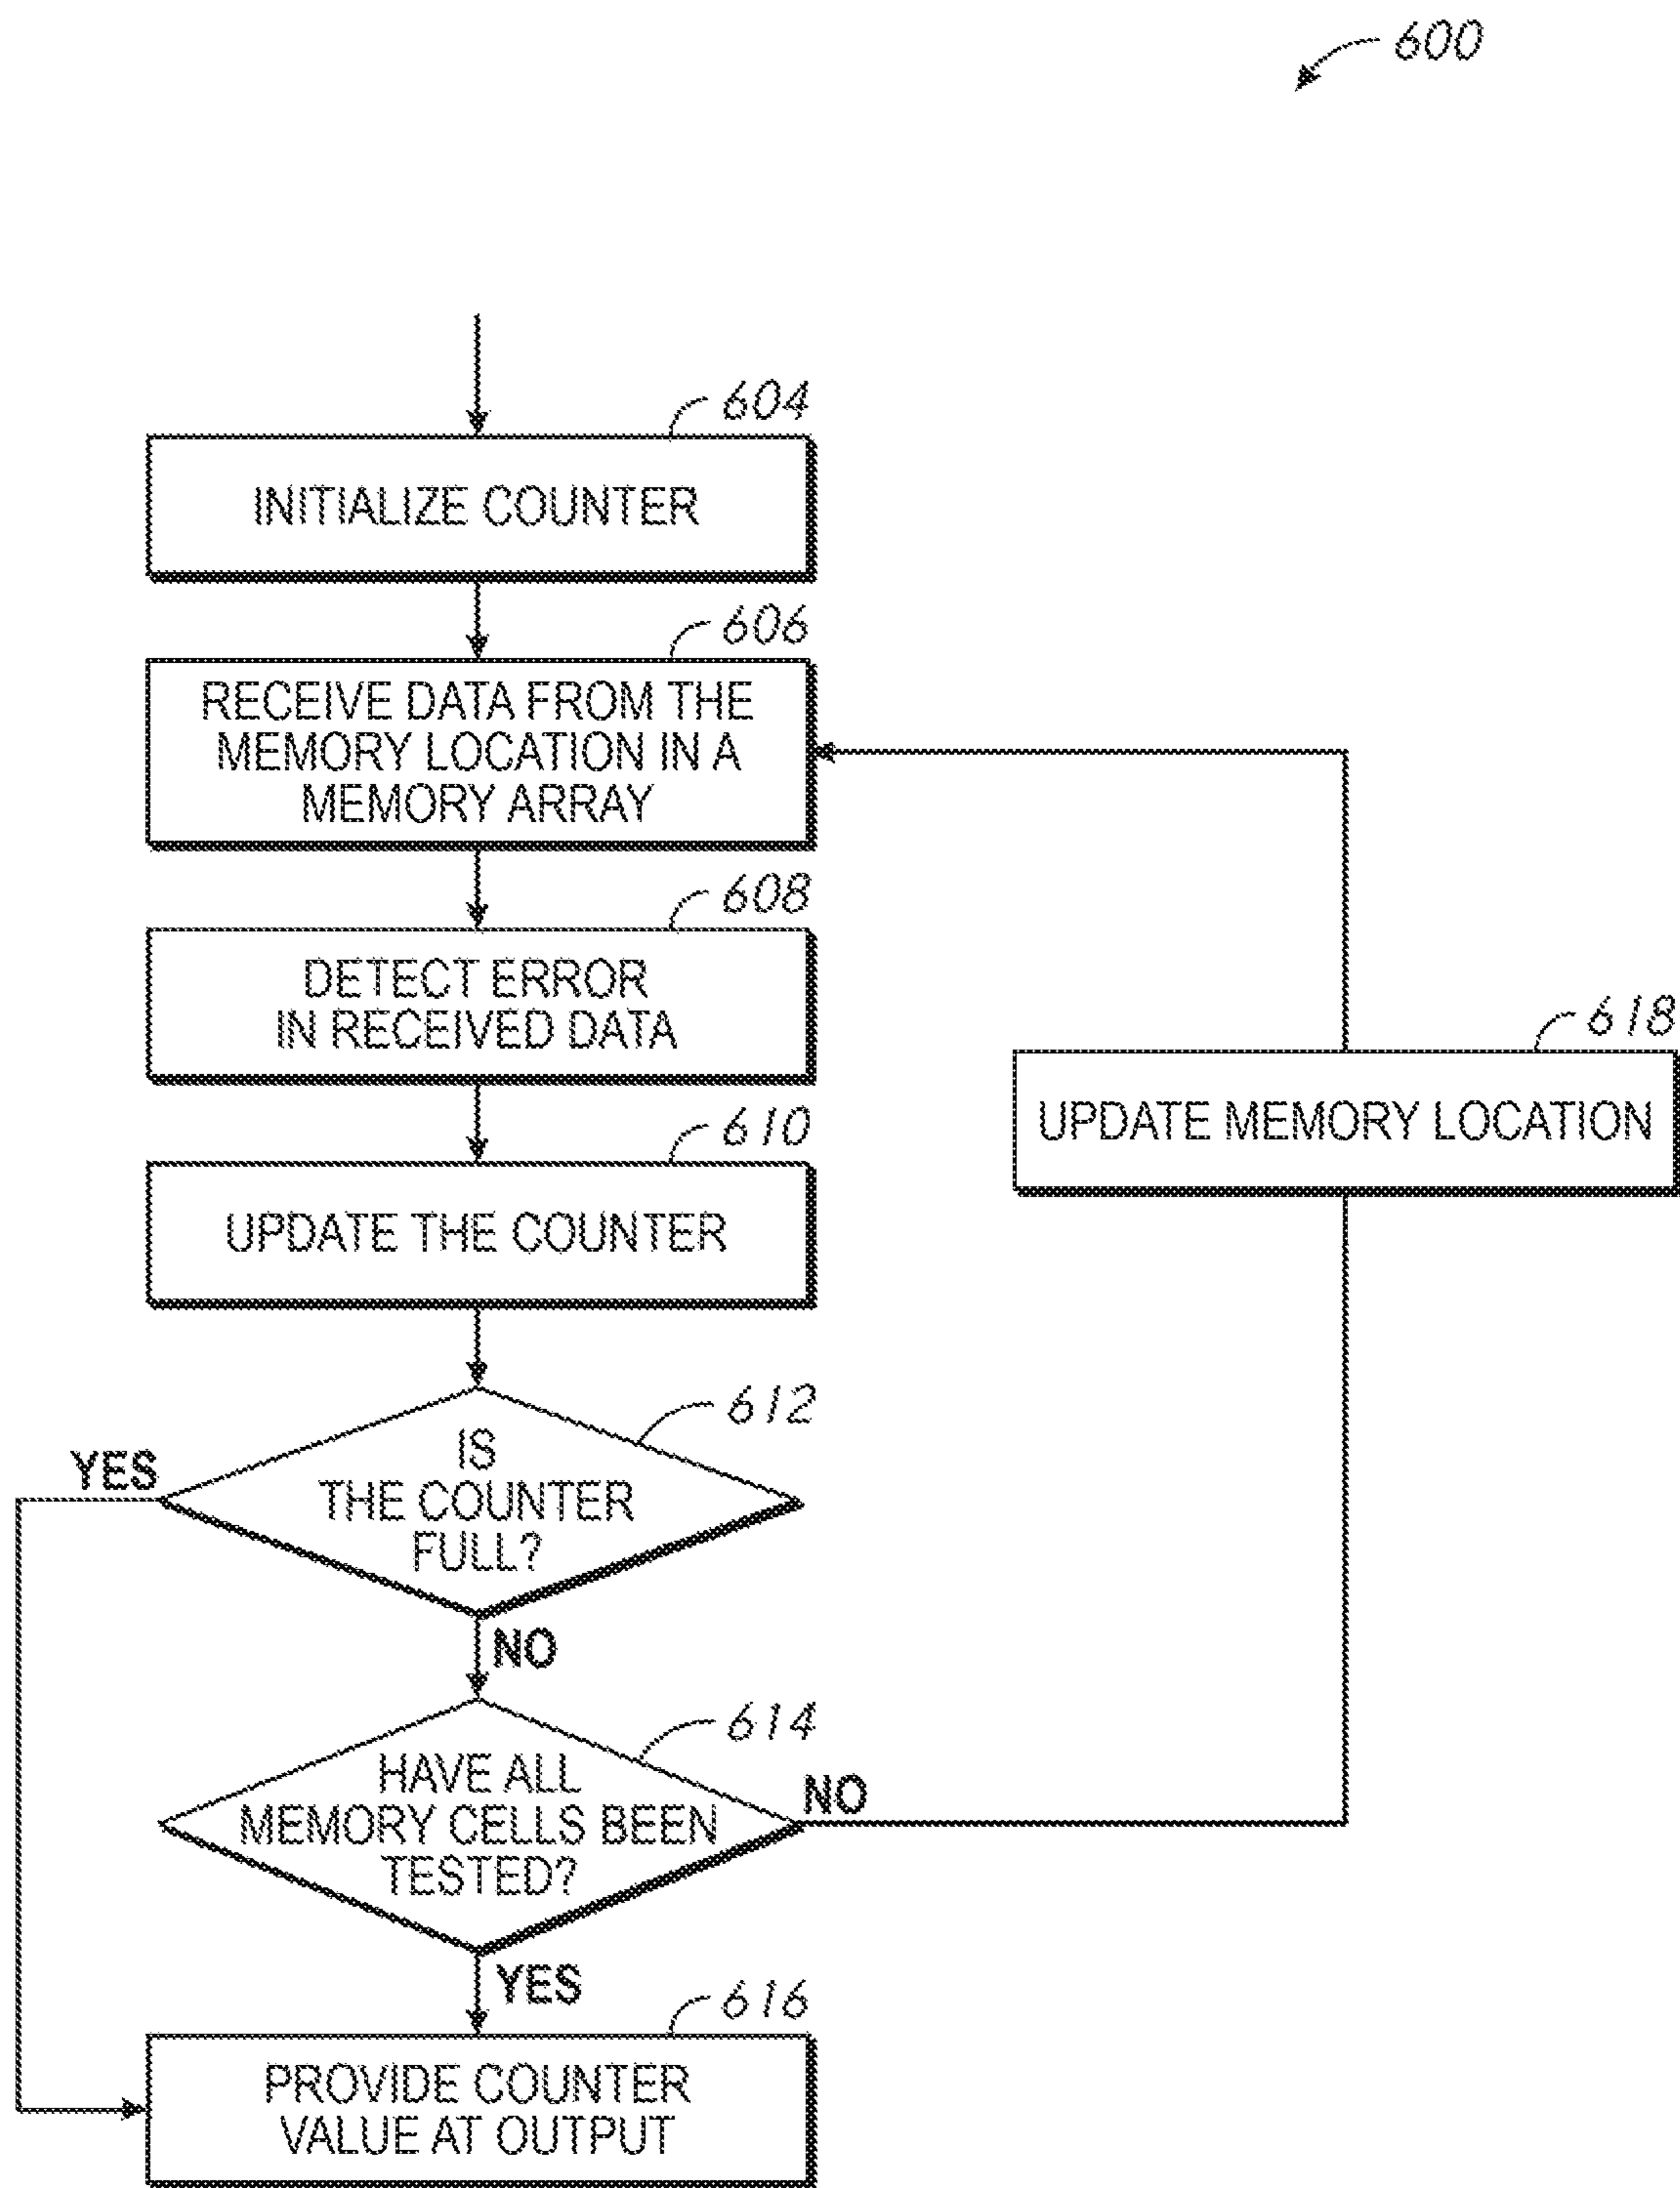 600
604
INITIALIZE COUNTER
606
RECEIVE DATA FROM THE
MEMORY LOCATION IN A
MEMORY ARRAY
608
DETECT ERROR
IN RECEIVED DATA
618
UPDATE MEMORY LOCATION
610
UPDATE THE COUNTER
612
YES
IS
THE COUNTER
FULL?
NO
614
HAVE ALL
MEMORY CELLS BEEN
TESTED?
NO
YES
616
PROVIDE COUNTER
VALUE AT OUTPUT